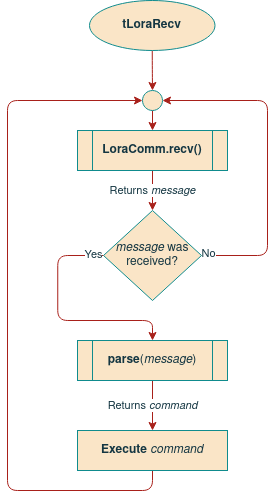 tLoraRecv
LoraComm.recv()
Returns message
message was
received?
Yes
No
parse(message)
Returns command
Execute command